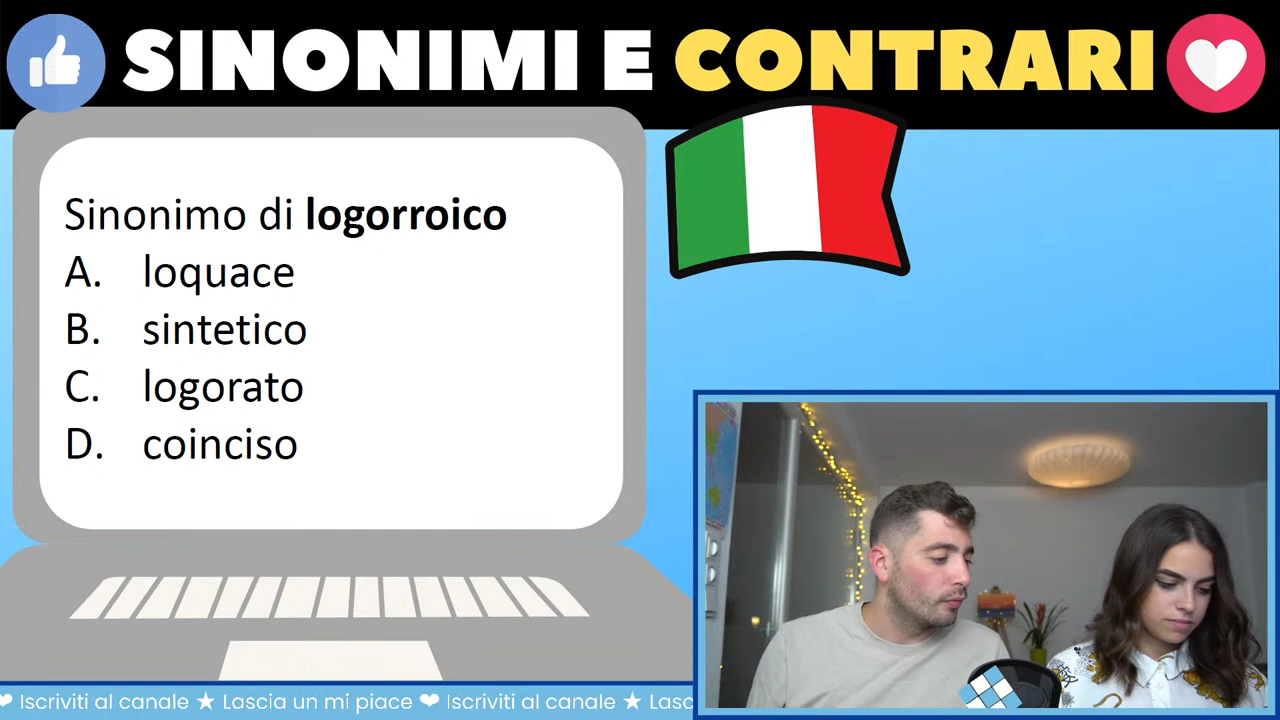 SINONIMI E CONTRARI
Sinonimo di logorroico
A. loquace
B. sintetico
C. logorato
D. coinciso
❤ Iscriviti al canale ★ Lascia un mi piace ❤ Iscriviti al canale ★ Lasc